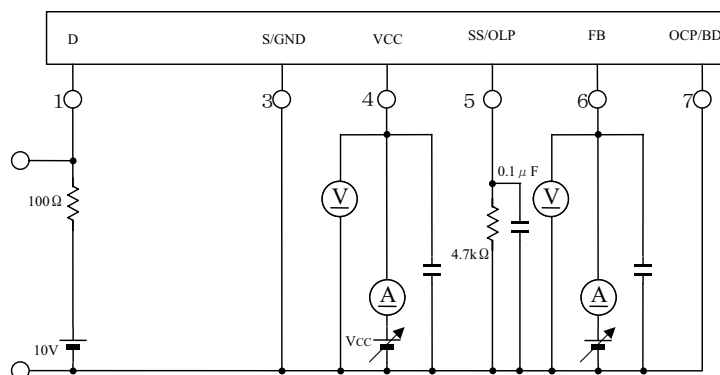 D S/GND VCC SS/OLP FB OCP/BD
1 3 4 5 6 7
0.1μF
V V
100Ω
4.7kΩ
A A
VCC
10V